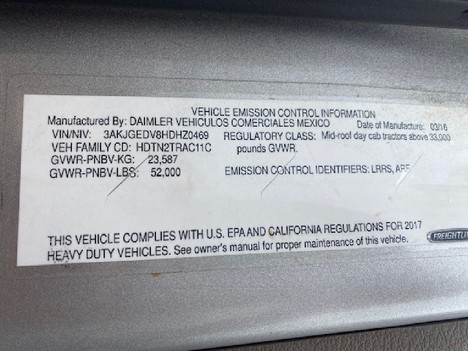 VEHICLE EMISSION CONTROL INFORMATION
Manufactured By: DAIMLER VEHICULOS COMERCIALES MEXICO Date of Manufacture: 03/16
VIN/NIV: 3AKJGEDV8HDHZ0469 REGULATORY CLASS: Mid-roof day cab tractors above 33,000
VEH FAMILY CD: HDTN2TRAC11C pounds GVWR.
GVWR-PNBV-KG: 23,587
GVWR-PNBV-LBS: 52,000 EMISSION CONTROL IDENTIFIERS: LRRS, ARF
THIS VEHICLE COMPLIES WITH U.S. EPA AND CALIFORNIA REGULATIONS FOR 2017
HEAVY DUTY VEHICLES. See owner's manual for proper maintenance of this vehicle.
FREIGHTLI